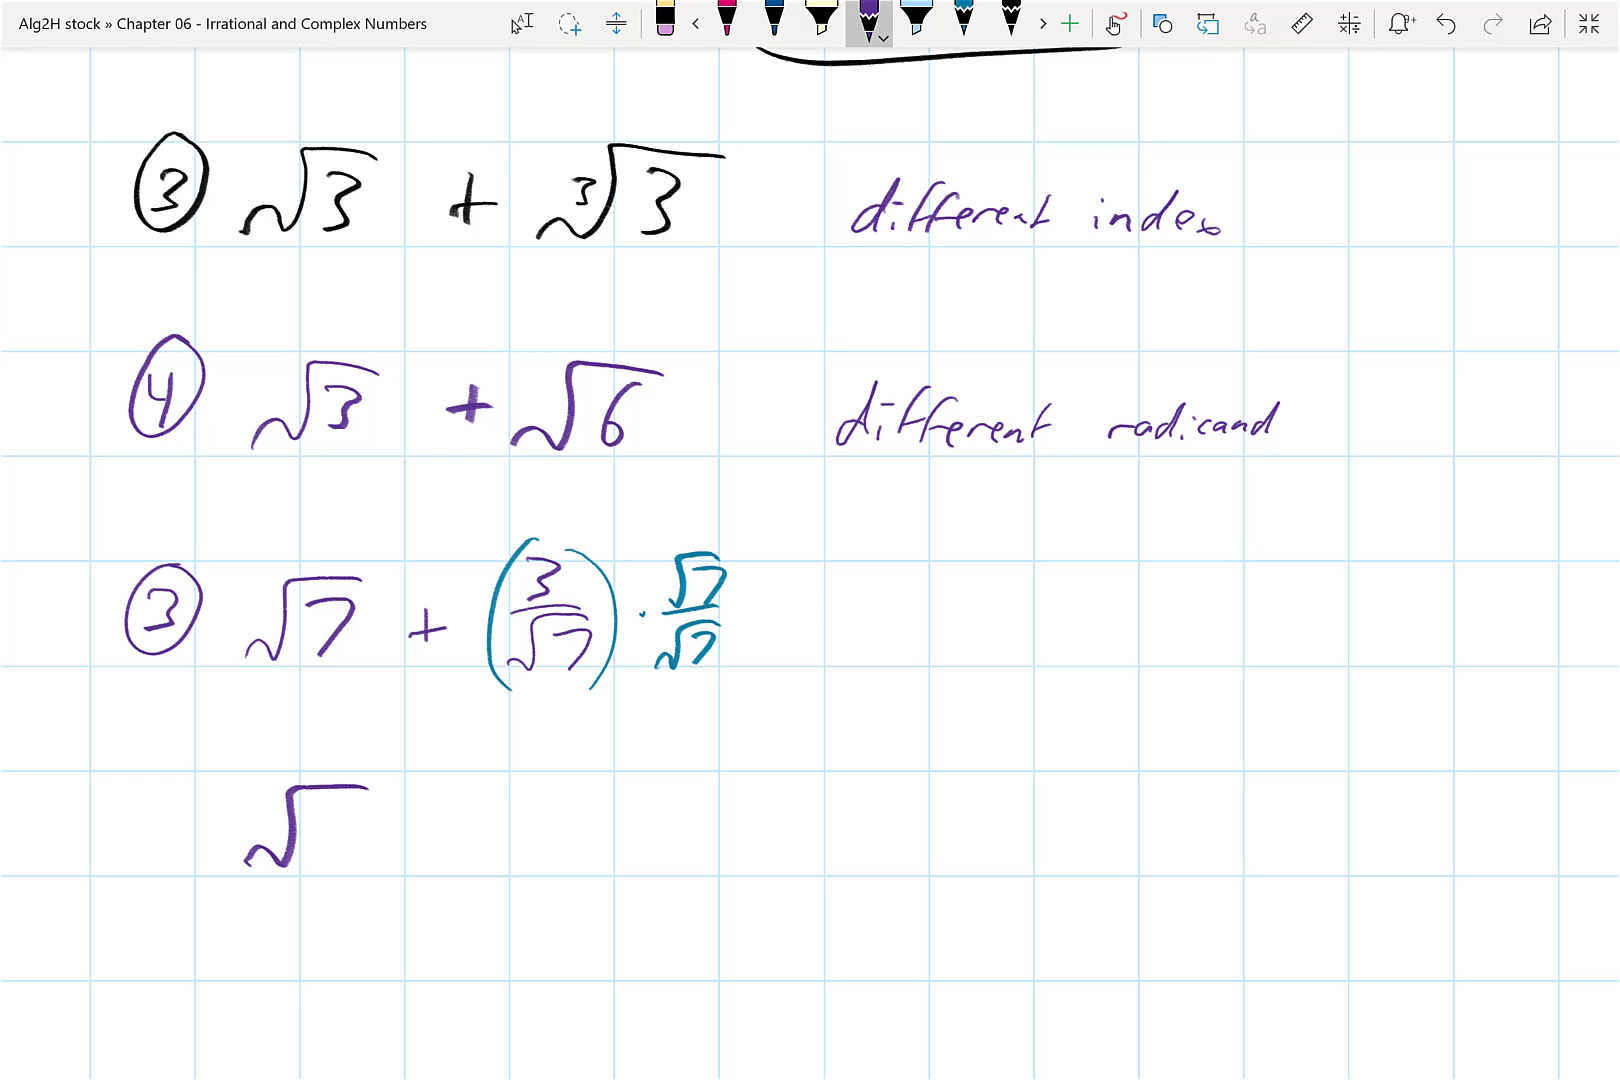 Alg2H stock » Chapter 06 - Irrational and Complex Numbers
③ √3 + ∛3 different index
④ √3 + √6 different radicand
③ √7 + (3/√7) · √7/√7
√